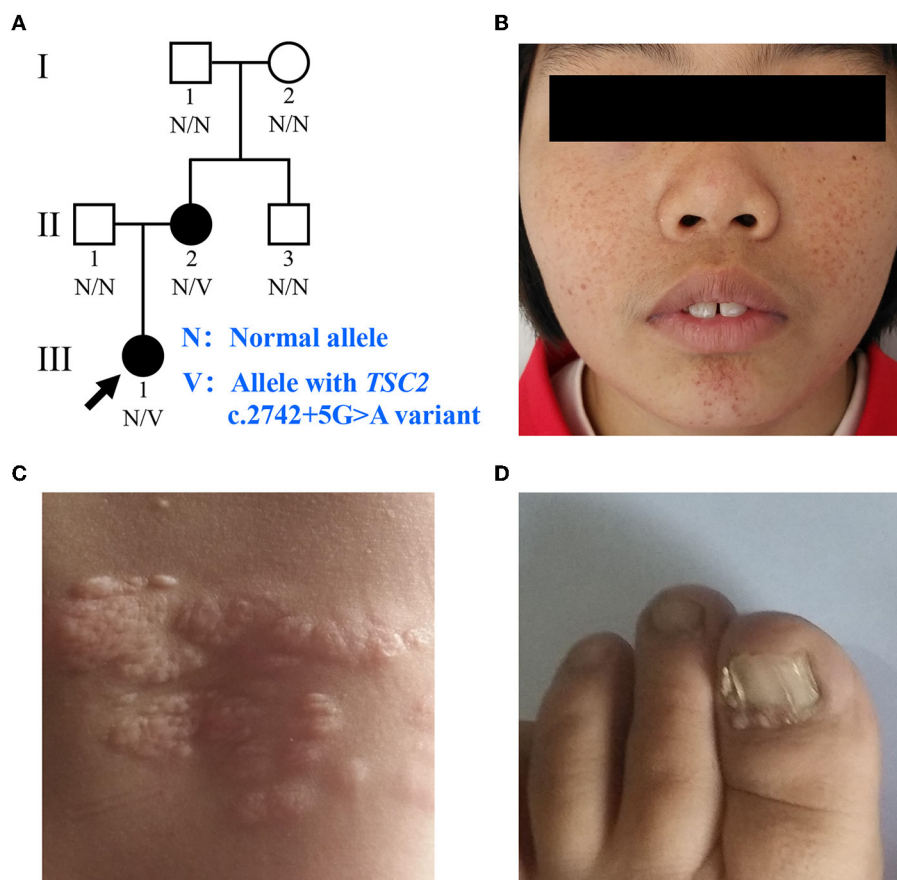 A
I
1
2
N/N
N/N
II
1
2
3
N/N
N/V
N/N
III
1
N/V
N: Normal allele
V: Allele with TSC2
c.2742+5G>A variant
B
C
D